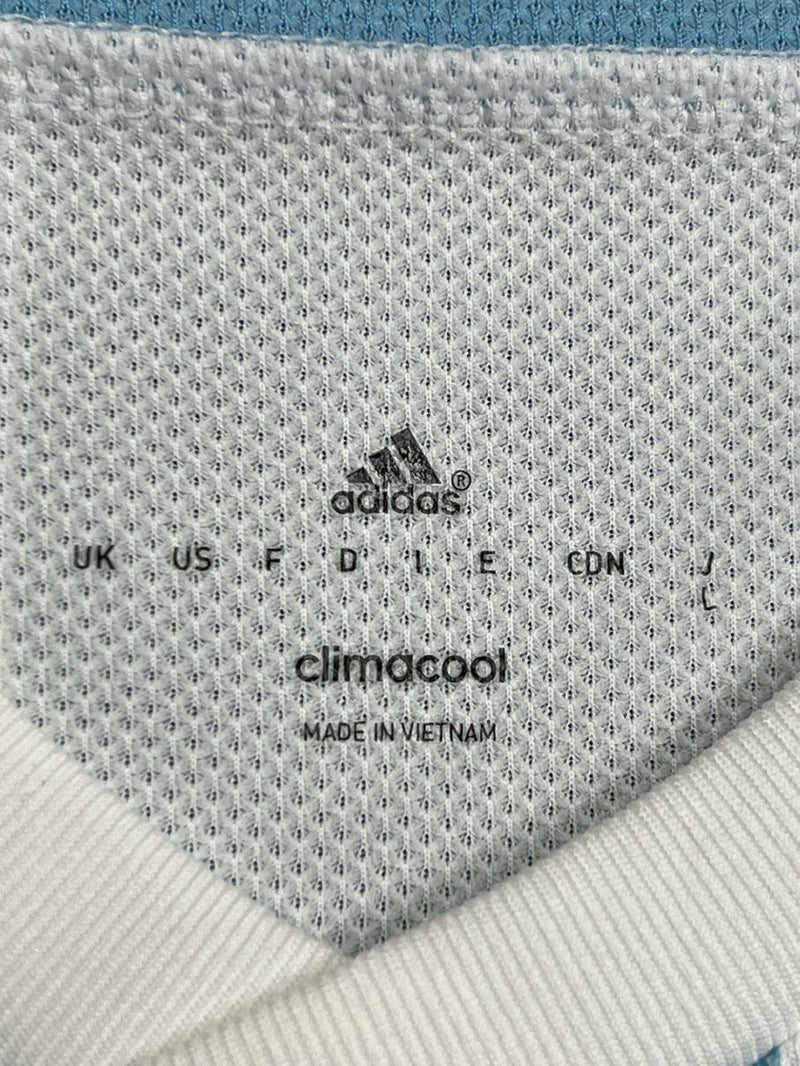 adidas®
UK US F D I E CDN J
L
climacool
MADE IN VIETNAM